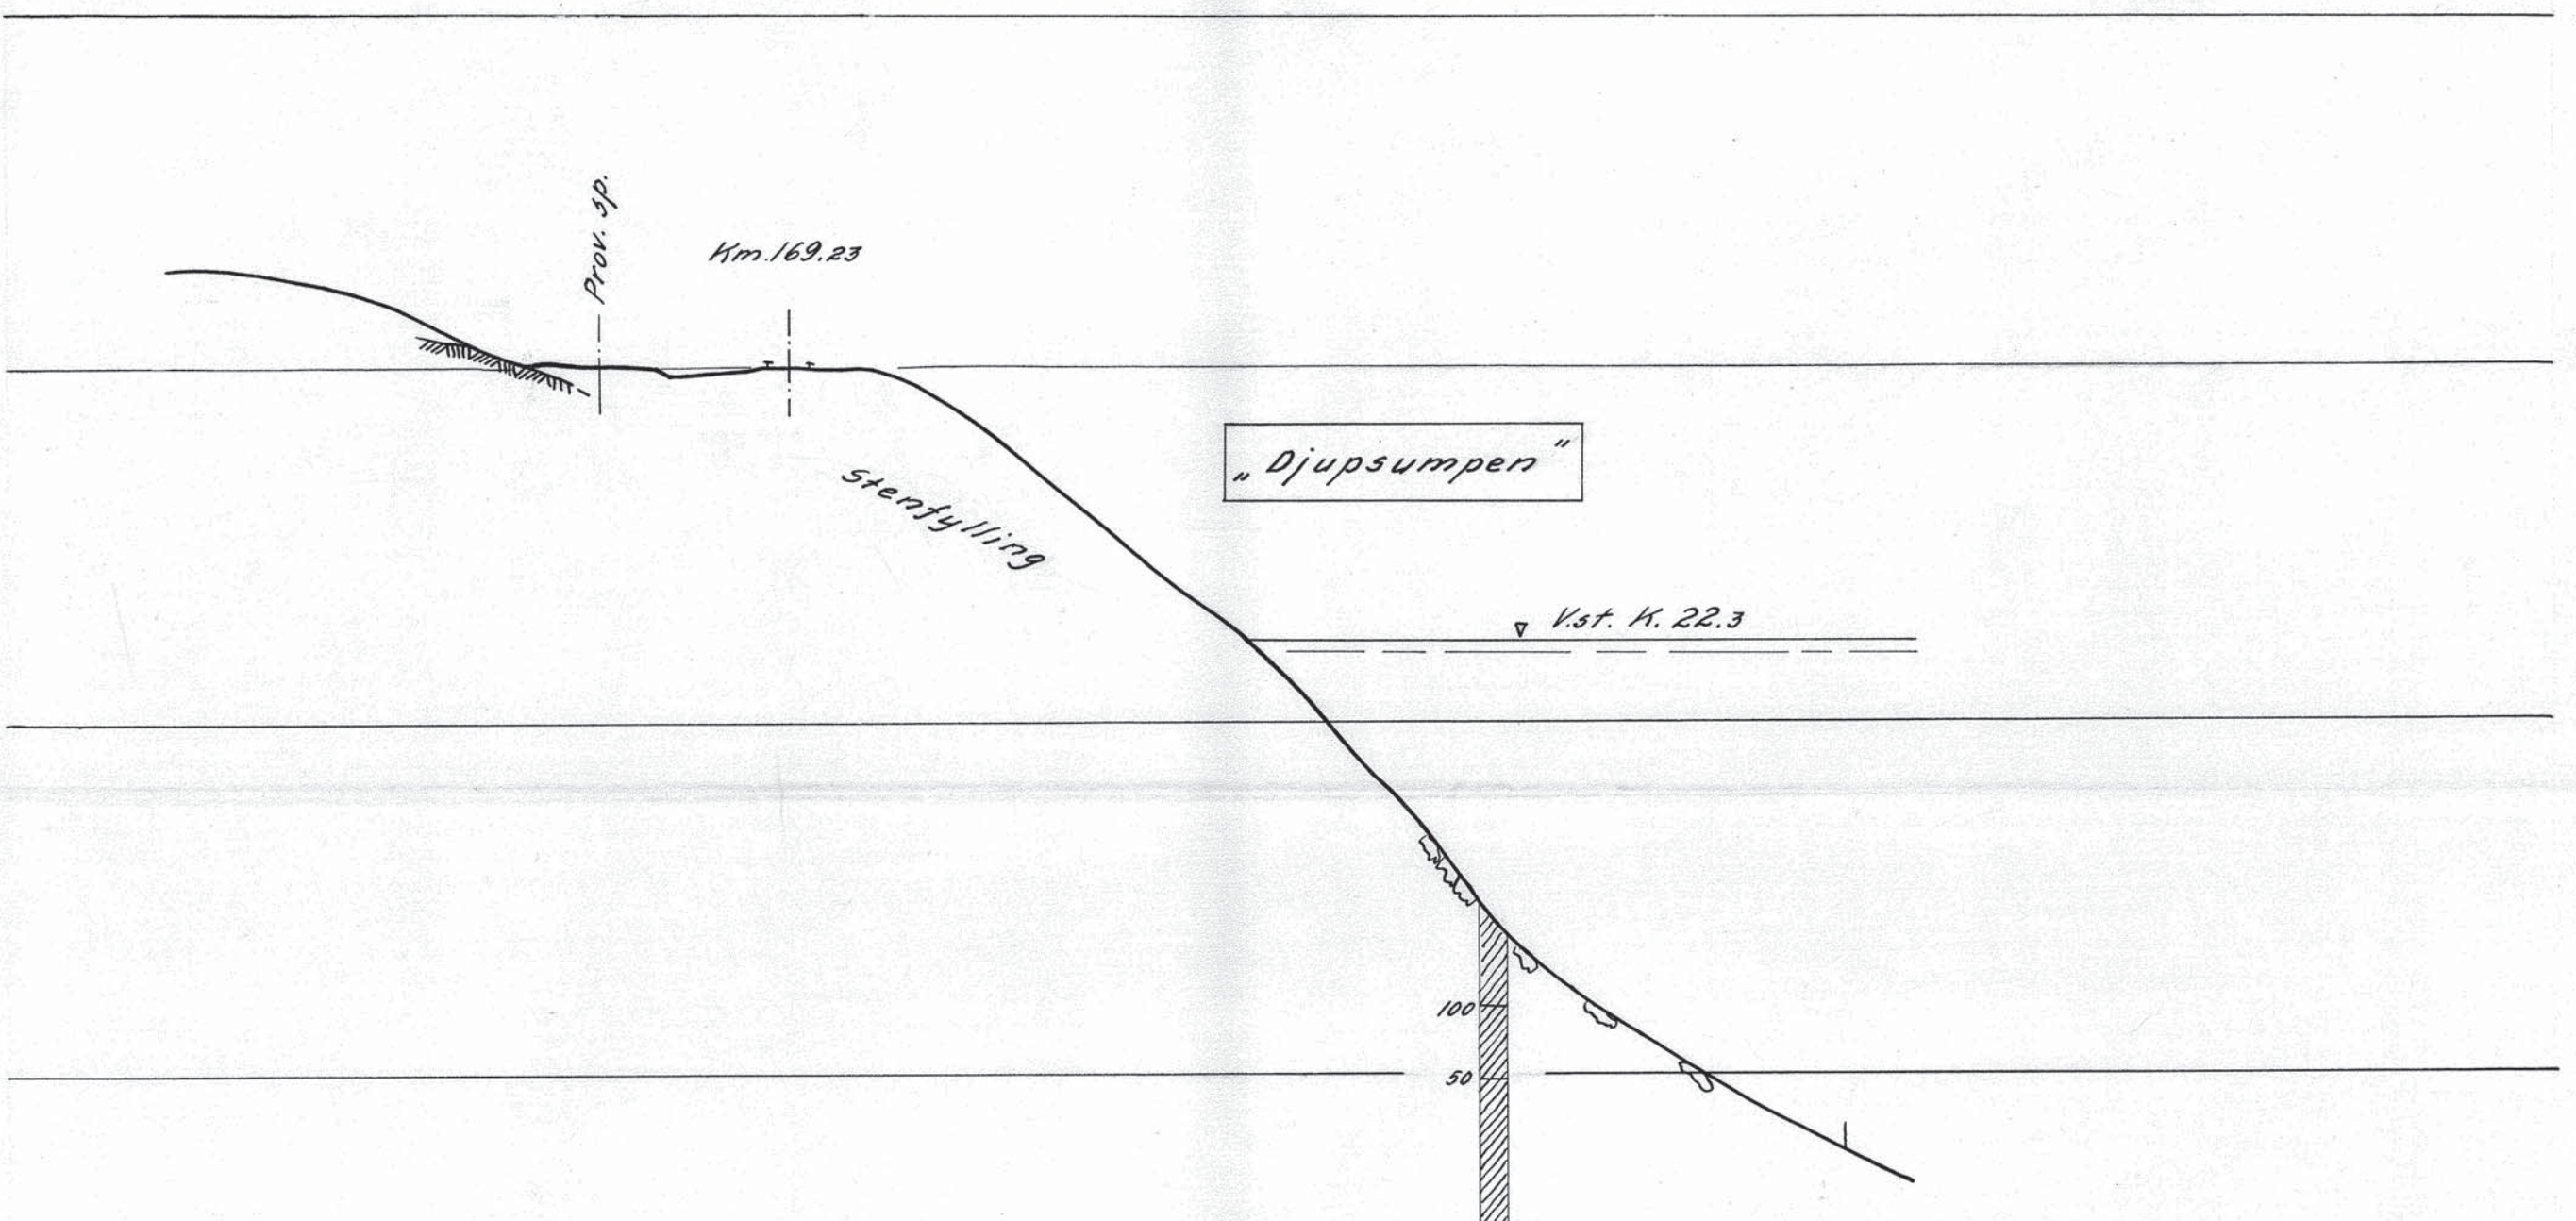 Prov. sp.
Km. 169.23
„Djupsumpen"
Stenfylling
V.st. K. 22.3
100
50